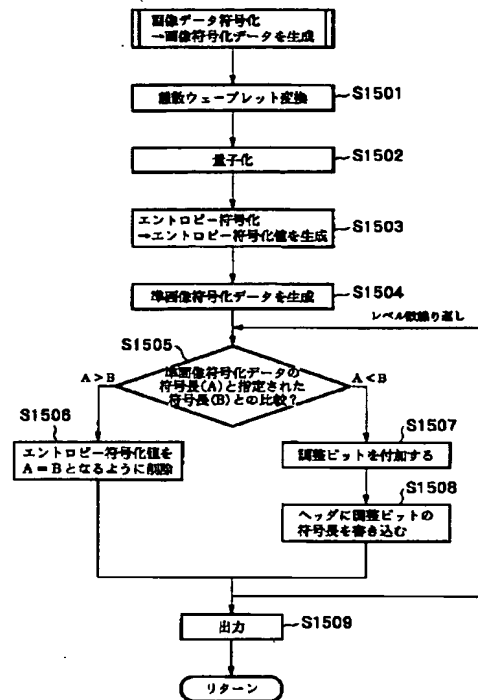 画像データ符号化
→画像符号化データを生成
離散ウェーブレット変換
S1501
量子化
S1502
エントロピー符号化
→エントロピー符号化値を生成
S1503
準画像符号化データを生成
S1504
レベル数繰り返し
S1505
準画像符号化データの
符号長(A)と指定された
符号長(B)との比較?
A>B
A<B
S1506
エントロピー符号化値を
A=Bとなるように削除
S1507
調整ビットを付加する
S1508
ヘッダに調整ビットの
符号長を書き込む
出力
S1509
リターン